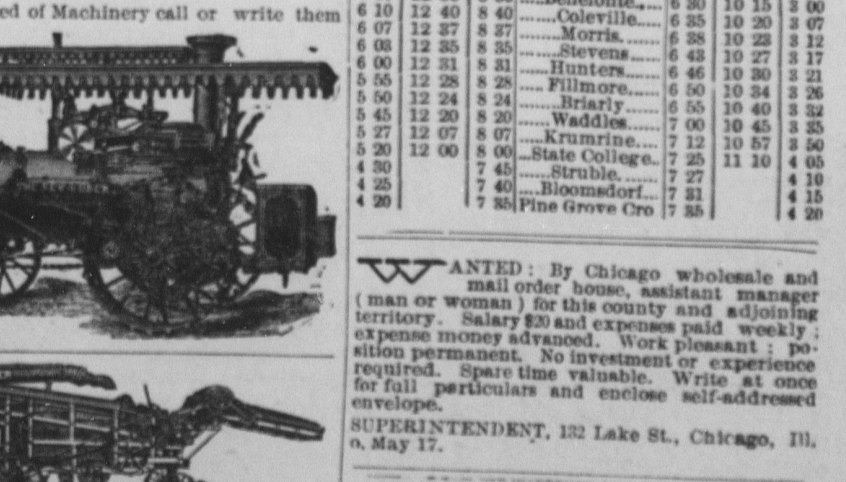 ed of Machinery call or write them
6 10 12 40 8 40 ......Coleville.... 6 35 10 20 3 07
6 07 12 37 8 37 ......Morris...... 6 38 10 23 3 12
6 03 12 35 8 35 ......Stevens...... 6 43 10 27 3 17
6 00 12 31 8 31 .....Hunters...... 6 46 10 30 3 21
5 55 12 28 8 28 .....Fillmore..... 6 50 10 34 3 26
5 50 12 24 8 24 ......Briarly...... 6 55 10 40 3 32
5 45 12 20 8 20 .....Waddles..... 7 00 10 45 3 35
5 27 12 07 8 07 ....Krumrine.... 7 12 10 57 3 50
5 20 12 00 8 00 ..State College.. 7 25 11 10 4 05
4 30 7 45 ......Struble...... 7 27 4 10
4 25 7 40 ...Bloomsdorf... 7 31 4 15
4 20 7 35 Pine Grove Cro 7 35 4 20
WANTED: By Chicago wholesale and
mail order house, assistant manager
(man or woman) for this county and adjoining
territory. Salary $20 and expenses paid weekly;
expense money advanced. Work pleasant; po-
sition permanent. No investment or experience
required. Spare time valuable. Write at once
for full particulars and enclose self-addressed
envelope.
SUPERINTENDENT, 132 Lake St., Chicago, Ill.
o. May 17.